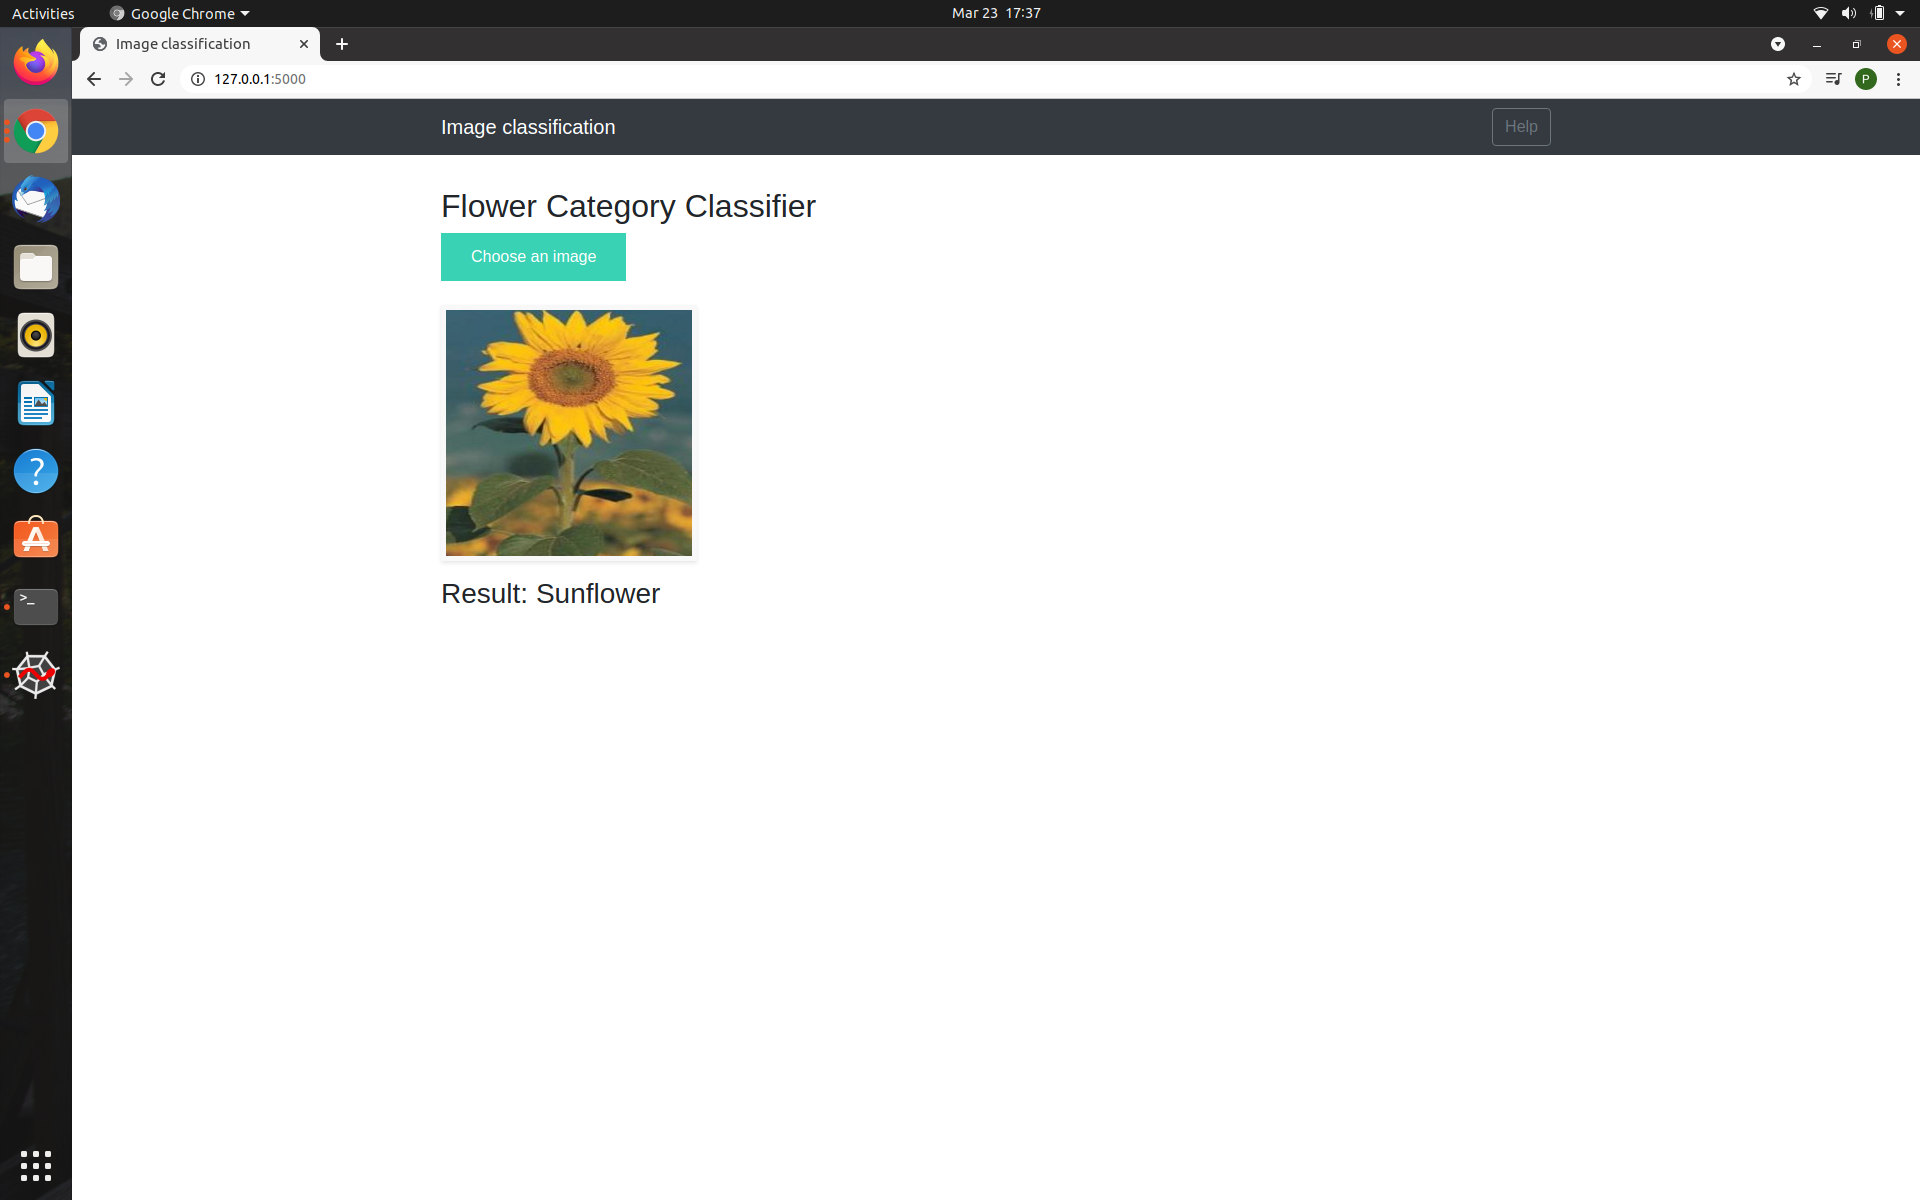 Activities
Google Chrome
Mar 23 17:37
Image classification
127.0.0.1:5000
P
Image classification
Help
Flower Category Classifier
Choose an image
Result: Sunflower